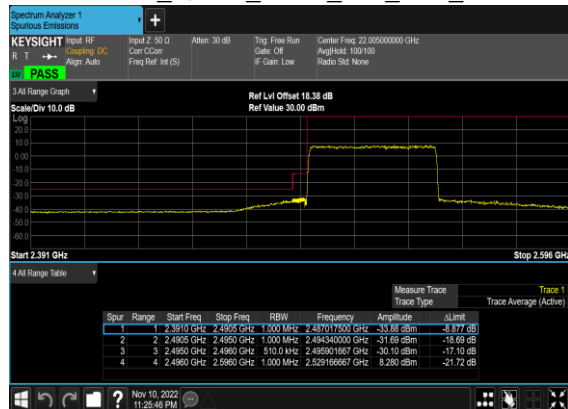 Spectrum Analyzer 1
Spurious Emissions
KEYSIGHT Input: RF Input Z: 50 Ω Atten: 30 dB Trig: Free Run Center Freq: 22.005000000 GHz
R T Coupling: DC Corr CCorr Gate: Off Avg|Hold: 100/100
Align: Auto Freq Ref: Int (S) IF Gain: Low Radio Std: None
PASS
3 All Range Graph
Ref Lvl Offset 18.38 dB
Scale/Div 10.0 dB Ref Value 30.00 dBm
Log
20.0
10.0
0.00
-10.0
-20.0
-30.0
-40.0
-50.0
-60.0
Start 2.391 GHz Stop 2.596 GHz
4 All Range Table
Measure Trace Trace 1
Trace Type Trace Average (Active)
Spur Range Start Freq Stop Freq RBW Frequency Amplitude ΔLimit
1 1 2.3910 GHz 2.4905 GHz 1.000 MHz 2.487017500 GHz -33.88 dBm -8.877 dB
2 2 2.4905 GHz 2.4950 GHz 1.000 MHz 2.494340000 GHz -31.69 dBm -18.69 dB
3 3 2.4950 GHz 2.4960 GHz 510.0 kHz 2.495901667 GHz -30.10 dBm -17.10 dB
4 4 2.4960 GHz 2.5960 GHz 1.000 MHz 2.529166667 GHz 8.280 dBm -21.72 dB
Nov 10, 2022
11:25:46 PM